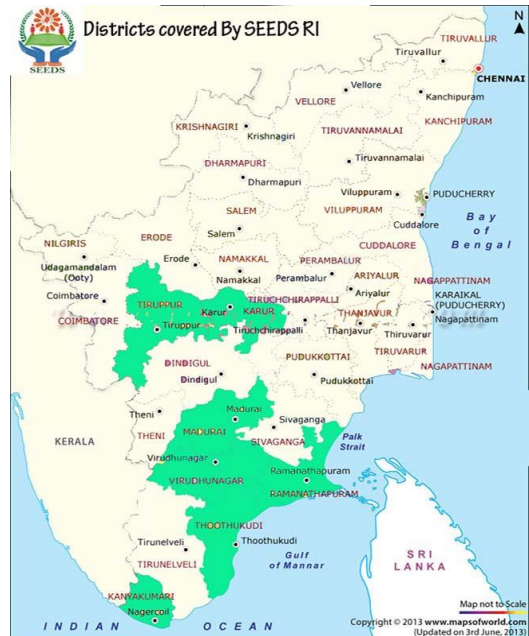 Districts covered By SEEDS RI
SEEDS
N
TIRUVALLUR
Tiruvallur
CHENNAI
Vellore
VELLORE
Kanchipuram
KANCHIPURAM
KRISHNAGIRI
Krishnagiri
TIRUVANNAMALAI
Tiruvannamalai
DHARMAPURI
Dharmapuri
Viluppuram
PUDUCHERRY
SALEM
VILUPPURAM
Cuddalore
Bay
of
Bengal
Salem
ERODE
CUDDALORE
NILGIRIS
Udagamandalam
(Ooty)
Erode
NAMAKKAL
Namakkal
PERAMBALUR
Perambalur
ARIYALUR
Ariyalur
NAGAPPATTINAM
Coimbatore
COIMBATORE
TIRUPPUR
Tiruppur
Karur
KARUR
TIRUCHCHIRAPPALLI
Tiruchchirappalli
THANJAVUR
Thanjavur
KARAIKAL
(PUDUCHERRY)
Nagapattinam
Thiruvarur
TIRUVARUR
NAGAPATTINAM
DINDIGUL
Dindigul
PUDUKKOTTAI
Pudukkottai
Theni
THENI
Madurai
MADURAI
Sivaganga
SIVAGANGA
Palk
Strait
KERALA
Virudhunagar
VIRUDHUNAGAR
Ramanathapuram
RAMANATHAPURAM
THOOTHUKUDI
Thoothukudi
Tirunelveli
TIRUNELVELI
Gulf
of Mannar
SRI
LANKA
KANYAKUMARI
Nagercoil
INDIAN OCEAN
Map not to Scale
Copyright © 2013 www.mapsofworld.com
(Updated on 3rd June, 2013)